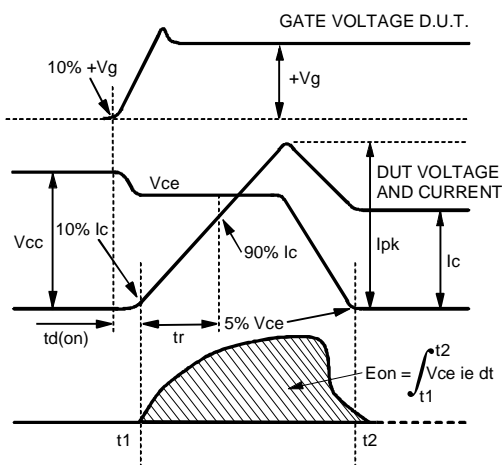 GATE VOLTAGE D.U.T.
10% +Vg
+Vg
DUT VOLTAGE
AND CURRENT
Vce
Vcc
10% Ic
90% Ic
Ipk
Ic
td(on)
tr
5% Vce
t2
Eon = ∫ Vce ie dt
t1
t1
t2